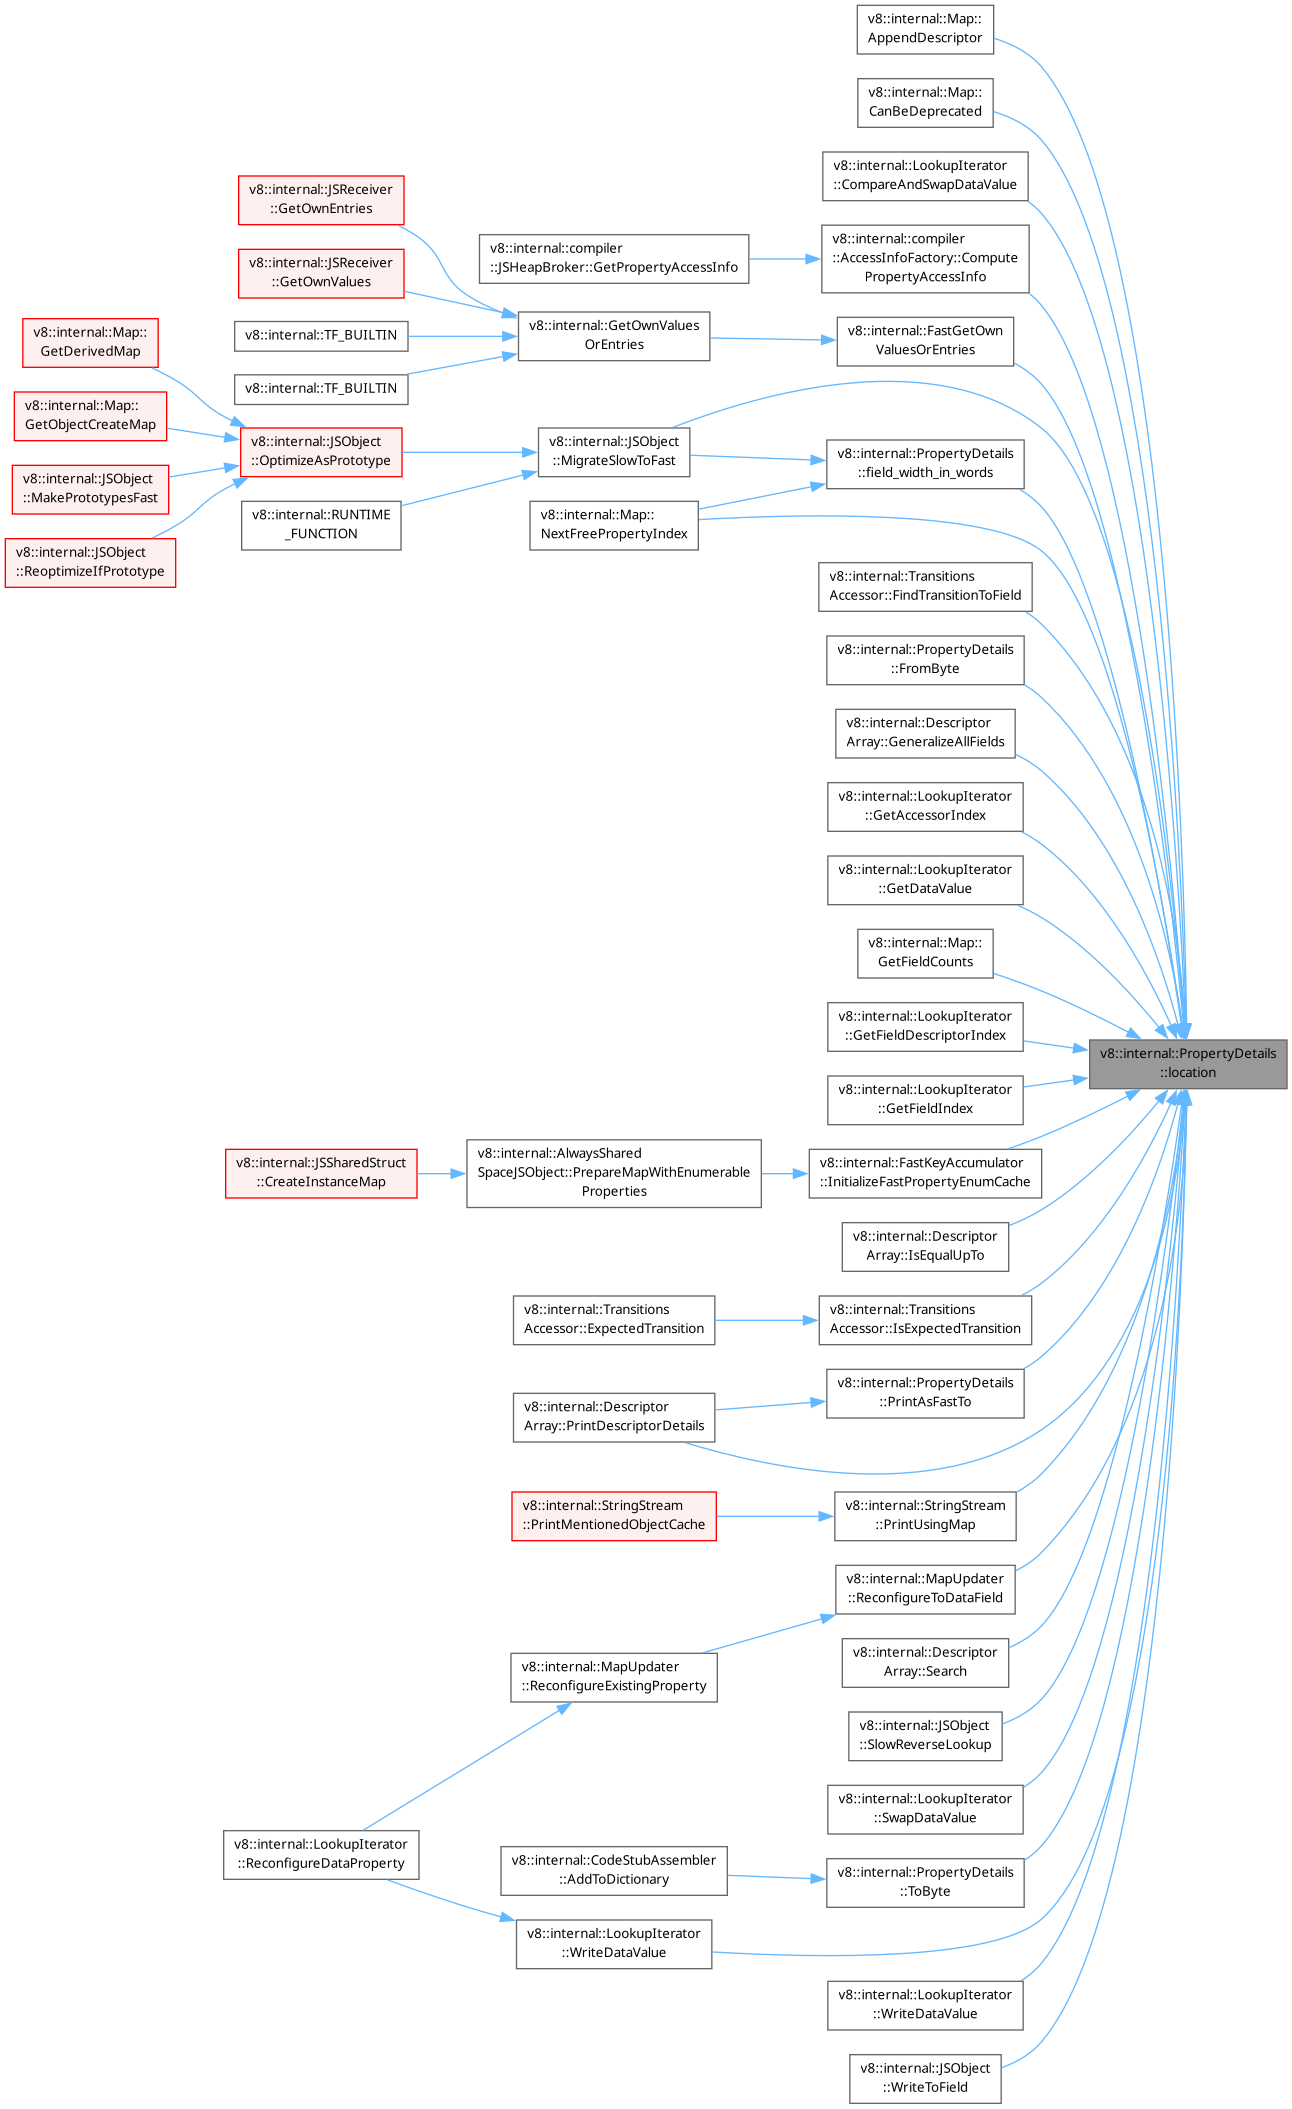 v8::internal::Map::
AppendDescriptor
v8::internal::Map::
CanBeDeprecated
v8::internal::LookupIterator
::CompareAndSwapDataValue
v8::internal::JSReceiver
::GetOwnEntries
v8::internal::compiler
::AccessInfoFactory::Compute
PropertyAccessInfo
v8::internal::compiler
::JSHeapBroker::GetPropertyAccessInfo
v8::internal::JSReceiver
::GetOwnValues
v8::internal::GetOwnValues
OrEntries
v8::internal::FastGetOwn
ValuesOrEntries
v8::internal::TF_BUILTIN
v8::internal::Map::
GetDerivedMap
v8::internal::TF_BUILTIN
v8::internal::Map::
GetObjectCreateMap
v8::internal::JSObject
::OptimizeAsPrototype
v8::internal::JSObject
::MigrateSlowToFast
v8::internal::PropertyDetails
::field_width_in_words
v8::internal::JSObject
::MakePrototypesFast
v8::internal::RUNTIME
_FUNCTION
v8::internal::Map::
NextFreePropertyIndex
v8::internal::JSObject
::ReoptimizeIfPrototype
v8::internal::Transitions
Accessor::FindTransitionToField
v8::internal::PropertyDetails
::FromByte
v8::internal::Descriptor
Array::GeneralizeAllFields
v8::internal::LookupIterator
::GetAccessorIndex
v8::internal::LookupIterator
::GetDataValue
v8::internal::Map::
GetFieldCounts
v8::internal::LookupIterator
::GetFieldDescriptorIndex
v8::internal::PropertyDetails
::location
v8::internal::LookupIterator
::GetFieldIndex
v8::internal::JSSharedStruct
::CreateInstanceMap
v8::internal::AlwaysShared
SpaceJSObject::PrepareMapWithEnumerable
Properties
v8::internal::FastKeyAccumulator
::InitializeFastPropertyEnumCache
v8::internal::Descriptor
Array::IsEqualUpTo
v8::internal::Transitions
Accessor::ExpectedTransition
v8::internal::Transitions
Accessor::IsExpectedTransition
v8::internal::PropertyDetails
::PrintAsFastTo
v8::internal::Descriptor
Array::PrintDescriptorDetails
v8::internal::StringStream
::PrintMentionedObjectCache
v8::internal::StringStream
::PrintUsingMap
v8::internal::MapUpdater
::ReconfigureToDataField
v8::internal::MapUpdater
::ReconfigureExistingProperty
v8::internal::Descriptor
Array::Search
v8::internal::JSObject
::SlowReverseLookup
v8::internal::LookupIterator
::SwapDataValue
v8::internal::LookupIterator
::ReconfigureDataProperty
v8::internal::CodeStubAssembler
::AddToDictionary
v8::internal::PropertyDetails
::ToByte
v8::internal::LookupIterator
::WriteDataValue
v8::internal::LookupIterator
::WriteDataValue
v8::internal::JSObject
::WriteToField